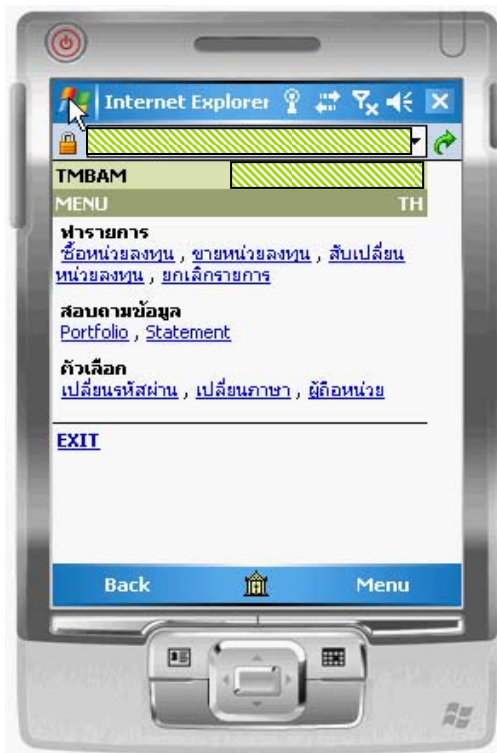 Internet Explorer
TMBAM
MENU TH
ทำรายการ
ซื้อหน่วยลงทุน , ขายหน่วยลงทุน , สับเปลี่ยน
หน่วยลงทุน , ยกเลิกรายการ
สอบถามข้อมูล
Portfolio , Statement
ตัวเลือก
เปลี่ยนรหัสผ่าน , เปลี่ยนภาษา , ผู้ถือหน่วย
EXIT
Back Menu